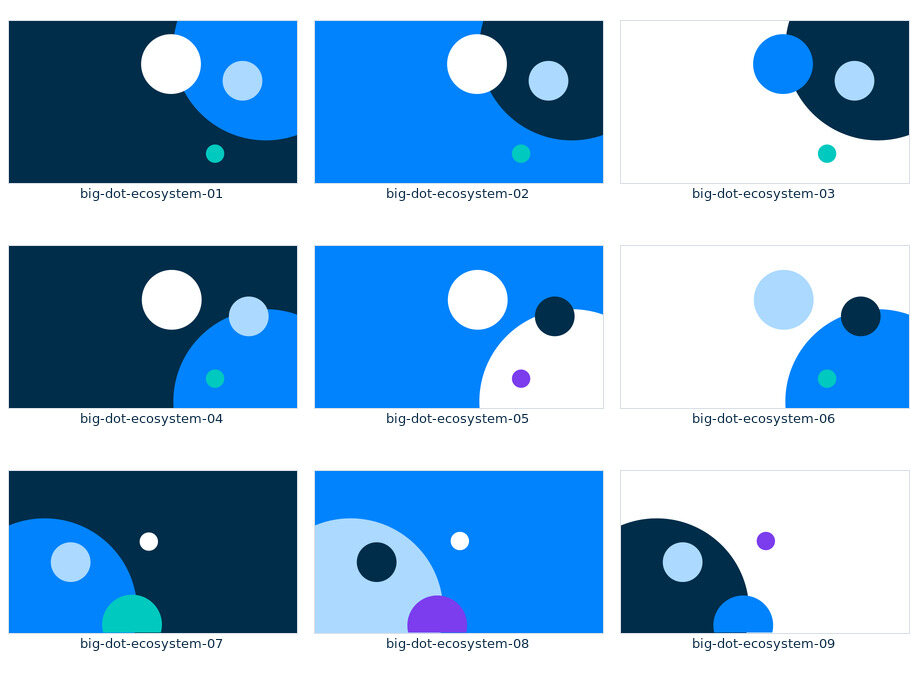 big-dot-ecosystem-01
big-dot-ecosystem-02
big-dot-ecosystem-03
big-dot-ecosystem-04
big-dot-ecosystem-05
big-dot-ecosystem-06
big-dot-ecosystem-07
big-dot-ecosystem-08
big-dot-ecosystem-09